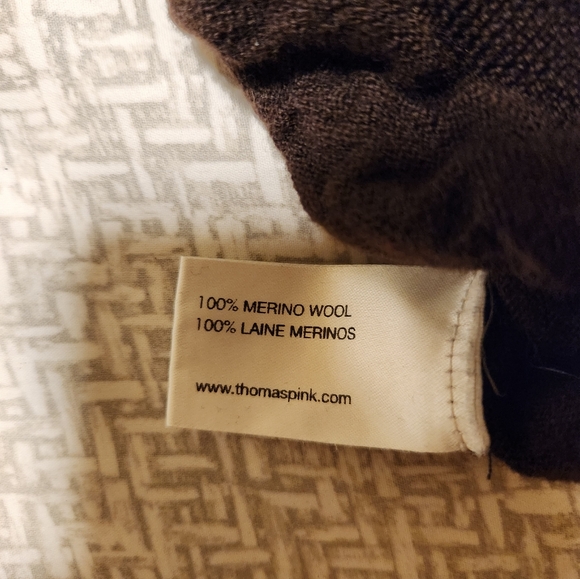 100% MERINO WOOL
100% LAINE MERINOS
www.thomaspink.com